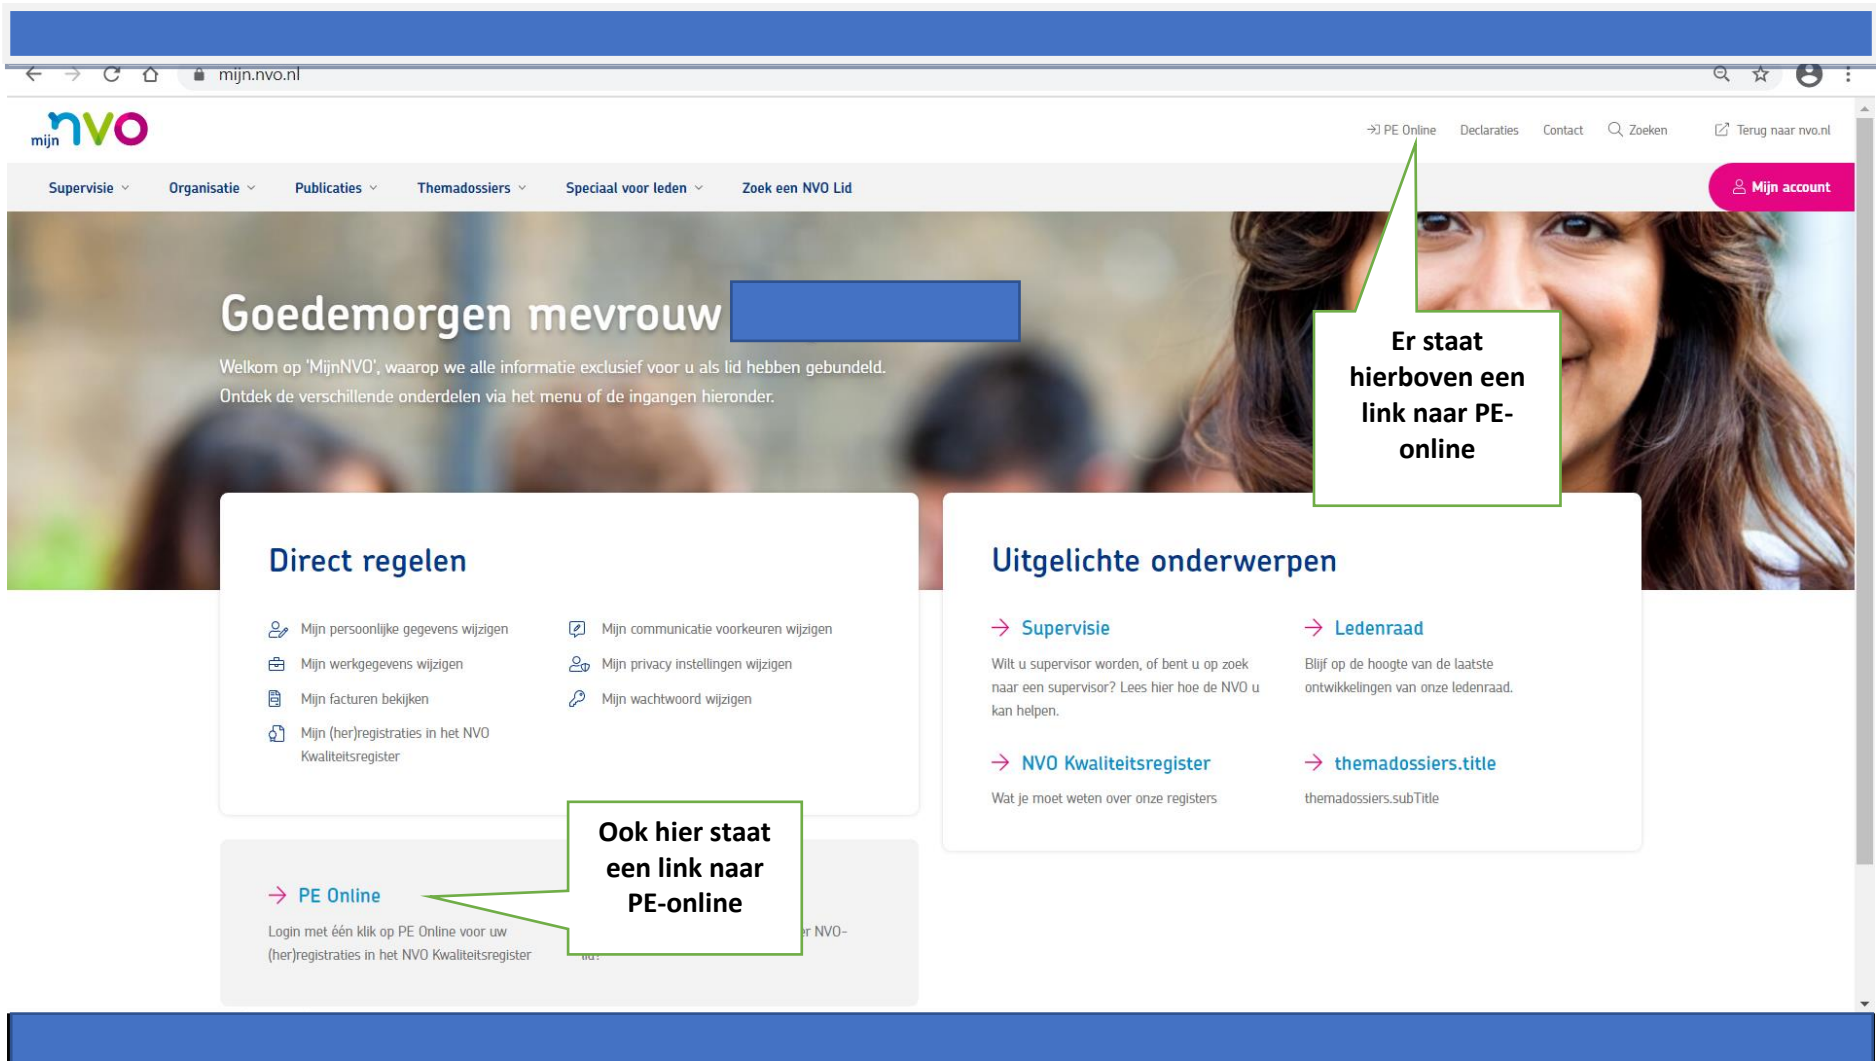 mijn.nvo.nl
mijn nvo
PE Online Declaraties Contact Zoeken Terug naar nvo.nl
Supervisie Organisatie Publicaties Themadossiers Speciaal voor leden Zoek een NVO Lid Mijn account
Goedemorgen mevrouw
Welkom op 'MijnNVO', waarop we alle informatie exclusief voor u als lid hebben gebundeld.
Ontdek de verschillende onderdelen via het menu of de ingangen hieronder.
Er staat
hierboven een
link naar PE-
online
Direct regelen
Mijn persoonlijke gegevens wijzigen
Mijn werkgegevens wijzigen
Mijn facturen bekijken
Mijn (her)registraties in het NVO
Kwaliteitsregister
Mijn communicatie voorkeuren wijzigen
Mijn privacy instellingen wijzigen
Mijn wachtwoord wijzigen
Uitgelichte onderwerpen
Supervisie
Wilt u supervisor worden, of bent u op zoek
naar een supervisor? Lees hier hoe de NVO u
kan helpen.
Ledenraad
Blijf op de hoogte van de laatste
ontwikkelingen van onze ledenraad.
NVO Kwaliteitsregister
Wat je moet weten over onze registers
themadossiers.title
themadossiers.subTitle
Ook hier staat
een link naar
PE-online
PE Online
Login met één klik op PE Online voor uw
(her)registraties in het NVO Kwaliteitsregister
NVO-